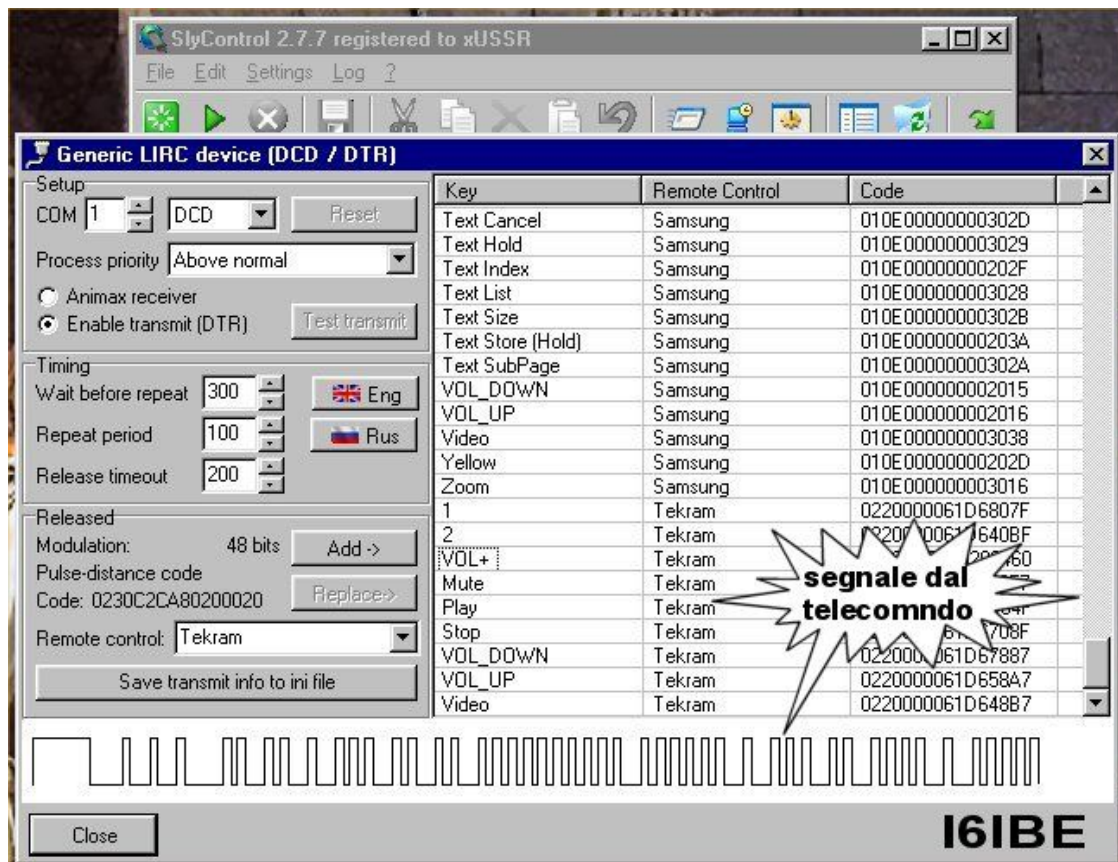 SlyControl 2.7.7 registered to xUSSR
File Edit Settings Log ?
Generic LIRC device (DCD / DTR)
Setup
COM 1 DCD Reset
Process priority Above normal
Animax receiver
Enable transmit (DTR) Test transmit
Timing
Wait before repeat 300 Eng
Repeat period 100 Rus
Release timeout 200
Released
Modulation: 48 bits Add ->
Pulse-distance code
Code: 0230C2CA80200020 Replace->
Remote control: Tekram
Save transmit info to ini file
Key Remote Control Code
Text Cancel Samsung 010E00000000302D
Text Hold Samsung 010E000000003029
Text Index Samsung 010E00000000202F
Text List Samsung 010E000000003028
Text Size Samsung 010E00000000302B
Text Store (Hold) Samsung 010E00000000203A
Text SubPage Samsung 010E00000000302A
VOL_DOWN Samsung 010E000000002015
VOL_UP Samsung 010E000000002016
Video Samsung 010E000000003038
Yellow Samsung 010E00000000202D
Zoom Samsung 010E000000003016
1 Tekram 0220000061D6807F
2 Tekram
VOL+ Tekram
Mute Tekram
Play Tekram
Stop Tekram
VOL_DOWN Tekram 0220000061D67887
VOL_UP Tekram 0220000061D658A7
Video Tekram 0220000061D648B7
segnale dal
telecomndo
Close
I6IBE